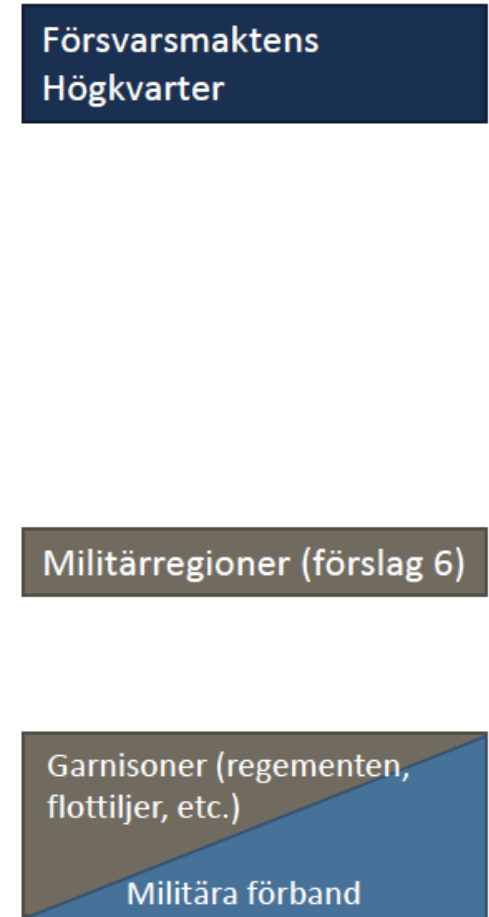 Försvarsmaktens
Högkvarter
Militärregioner (förslag 6)
Garnisoner (regementen,
flottiljer, etc.)
Militära förband